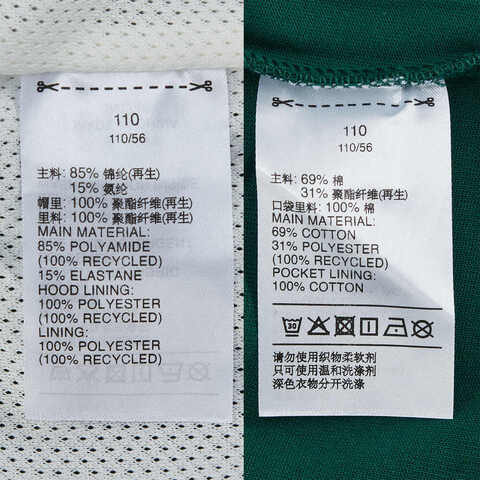 110
110/56
主料: 85% 锦纶(再生)
15% 氨纶
帽里: 100% 聚酯纤维(再生)
里料: 100% 聚酯纤维(再生)
MAIN MATERIAL:
85% POLYAMIDE
(100% RECYCLED)
15% ELASTANE
HOOD LINING:
100% POLYESTER
(100% RECYCLED)
LINING:
100% POLYESTER
(100% RECYCLED)
110
110/56
主料: 69% 棉
31% 聚酯纤维(再生)
口袋里料: 100% 棉
MAIN MATERIAL:
69% COTTON
31% POLYESTER
(100% RECYCLED)
POCKET LINING:
100% COTTON
30
请勿使用织物柔软剂
只可使用温和洗涤剂
深色衣物分开洗涤